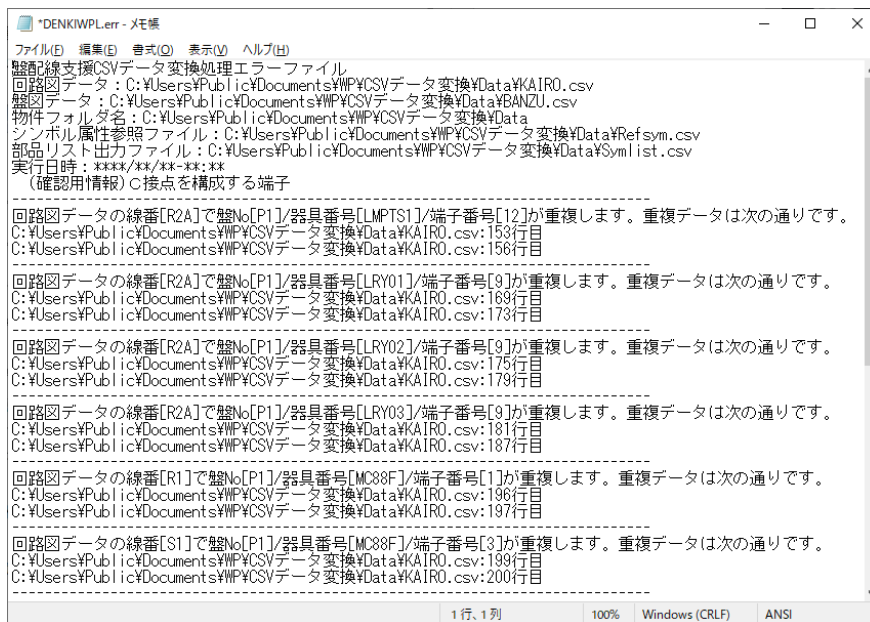 *DENKIWPL.err - メモ帳
ファイル(F) 編集(E) 書式(O) 表示(V) ヘルプ(H)
盤配線支援CSVデータ変換処理エラーファイル
回路図データ：C:¥Users¥Public¥Documents¥WP¥CSVデータ変換¥Data¥KAIRO.csv
盤図データ：C:¥Users¥Public¥Documents¥WP¥CSVデータ変換¥Data¥BANZU.csv
物件フォルダ名：C:¥Users¥Public¥Documents¥WP¥CSVデータ変換¥Data
シンボル属性参照ファイル：C:¥Users¥Public¥Documents¥WP¥CSVデータ変換¥Data¥Refsym.csv
部品リスト出力ファイル：C:¥Users¥Public¥Documents¥WP¥CSVデータ変換¥Data¥Symlist.csv
実行日時：****/**/**-**:**
（確認用情報）C接点を構成する端子
--------------------------------------------------------------------------------
回路図データの線番[R2A]で盤No[P1]/器具番号[LMPTS1]/端子番号[12]が重複します。重複データは次の通りです。
C:¥Users¥Public¥Documents¥WP¥CSVデータ変換¥Data¥KAIRO.csv:153行目
C:¥Users¥Public¥Documents¥WP¥CSVデータ変換¥Data¥KAIRO.csv:156行目
--------------------------------------------------------------------------------
回路図データの線番[R2A]で盤No[P1]/器具番号[LRY01]/端子番号[9]が重複します。重複データは次の通りです。
C:¥Users¥Public¥Documents¥WP¥CSVデータ変換¥Data¥KAIRO.csv:169行目
C:¥Users¥Public¥Documents¥WP¥CSVデータ変換¥Data¥KAIRO.csv:173行目
--------------------------------------------------------------------------------
回路図データの線番[R2A]で盤No[P1]/器具番号[LRY02]/端子番号[9]が重複します。重複データは次の通りです。
C:¥Users¥Public¥Documents¥WP¥CSVデータ変換¥Data¥KAIRO.csv:175行目
C:¥Users¥Public¥Documents¥WP¥CSVデータ変換¥Data¥KAIRO.csv:179行目
--------------------------------------------------------------------------------
回路図データの線番[R2A]で盤No[P1]/器具番号[LRY03]/端子番号[9]が重複します。重複データは次の通りです。
C:¥Users¥Public¥Documents¥WP¥CSVデータ変換¥Data¥KAIRO.csv:181行目
C:¥Users¥Public¥Documents¥WP¥CSVデータ変換¥Data¥KAIRO.csv:187行目
--------------------------------------------------------------------------------
回路図データの線番[R1]で盤No[P1]/器具番号[MC88F]/端子番号[1]が重複します。重複データは次の通りです。
C:¥Users¥Public¥Documents¥WP¥CSVデータ変換¥Data¥KAIRO.csv:196行目
C:¥Users¥Public¥Documents¥WP¥CSVデータ変換¥Data¥KAIRO.csv:197行目
--------------------------------------------------------------------------------
回路図データの線番[S1]で盤No[P1]/器具番号[MC88F]/端子番号[3]が重複します。重複データは次の通りです。
C:¥Users¥Public¥Documents¥WP¥CSVデータ変換¥Data¥KAIRO.csv:199行目
C:¥Users¥Public¥Documents¥WP¥CSVデータ変換¥Data¥KAIRO.csv:200行目
--------------------------------------------------------------------------------
1行、1列 100% Windows (CRLF) ANSI